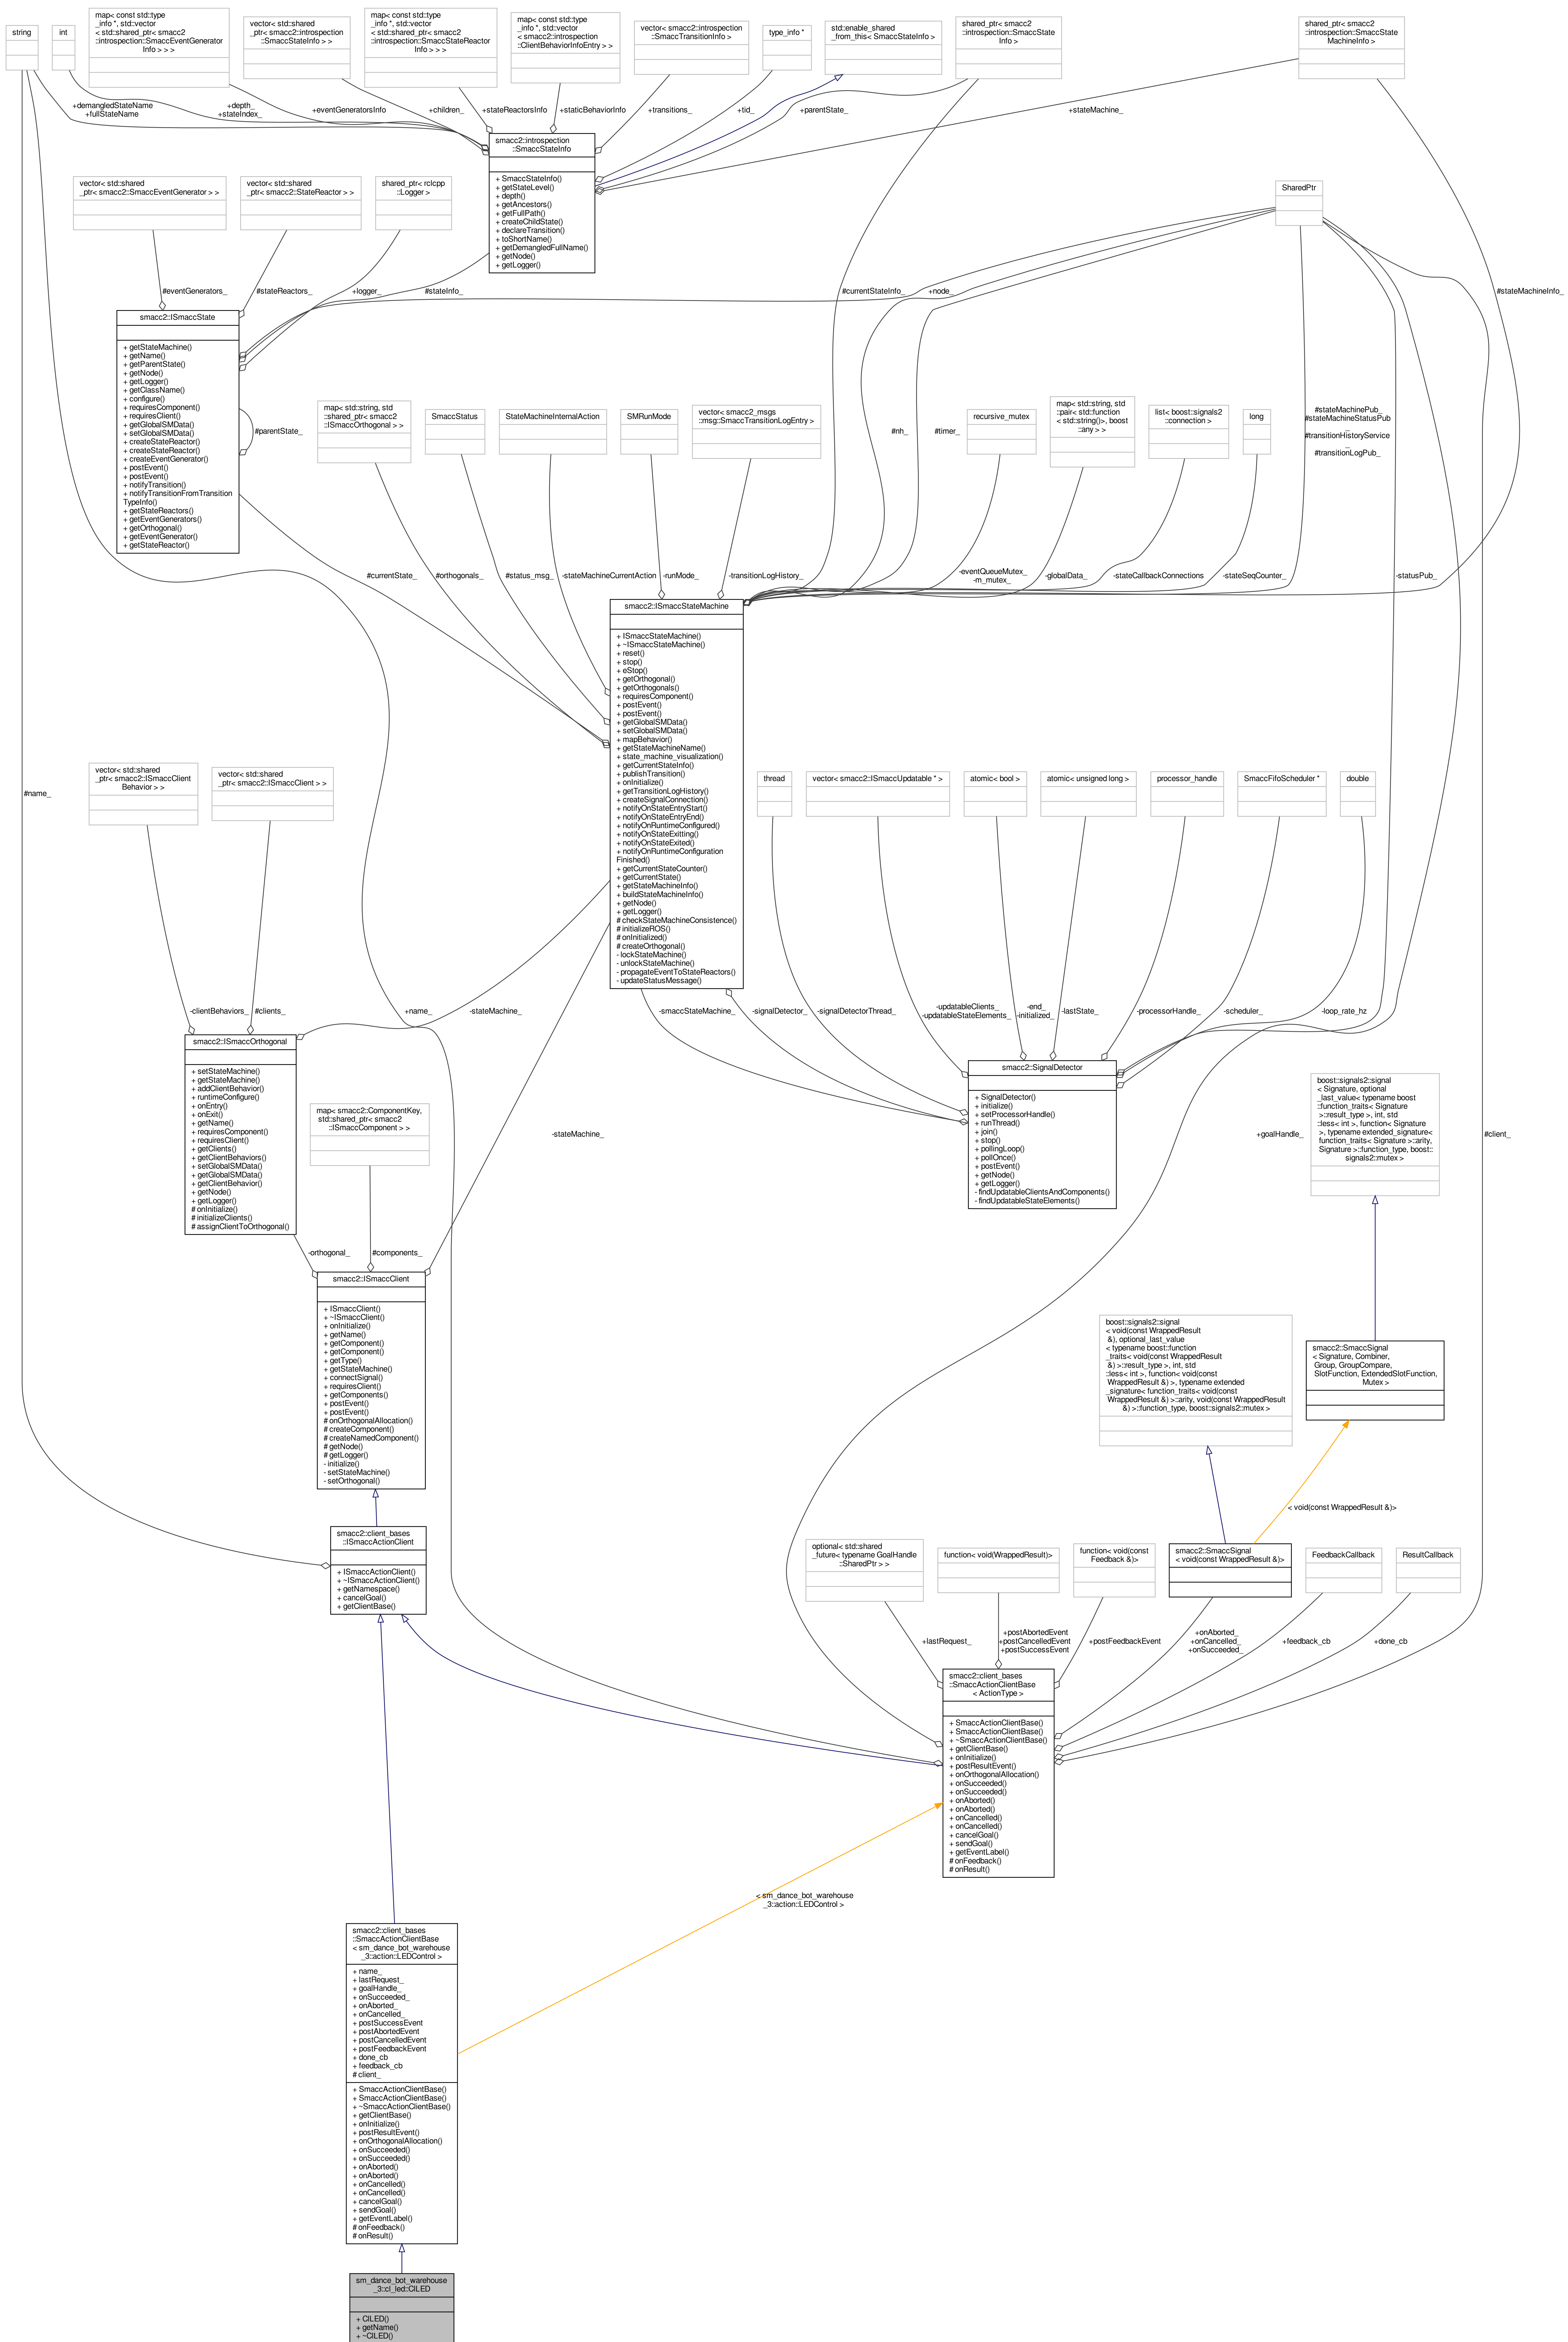 string
int
map< const std::type
_info *, std::vector
< std::shared_ptr< smacc2
::introspection::SmaccEventGenerator
Info > > >
vector< std::shared
_ptr< smacc2::introspection
::SmaccStateInfo > >
map< const std::type
_info *, std::vector
< std::shared_ptr< smacc2
::introspection::SmaccStateReactor
Info > > >
map< const std::type
_info *, std::vector
< smacc2::introspection
::ClientBehaviorInfoEntry > >
vector< smacc2::introspection
::SmaccTransitionInfo >
type_info *
std::enable_shared
_from_this< SmaccStateInfo >
shared_ptr< smacc2
::introspection::SmaccState
Info >
shared_ptr< smacc2
::introspection::SmaccState
MachineInfo >
+demangledStateName
+fullStateName
+depth_
+stateIndex_
+eventGeneratorsInfo
+children_
+stateReactorsInfo
+staticBehaviorInfo
+transitions_
+tid_
+parentState_
+stateMachine_
smacc2::introspection
::SmaccStateInfo
+ SmaccStateInfo()
+ getStateLevel()
+ depth()
+ getAncestors()
+ getFullPath()
+ createChildState()
+ declareTransition()
+ toShortName()
+ getDemangledFullName()
+ getNode()
+ getLogger()
vector< std::shared
_ptr< smacc2::SmaccEventGenerator > >
vector< std::shared
_ptr< smacc2::StateReactor > >
shared_ptr< rclcpp
::Logger >
SharedPtr
#eventGenerators_
#stateReactors_
+logger_
#stateInfo_
#currentStateInfo_
+node_
#stateMachineInfo_
smacc2::ISmaccState
+ getStateMachine()
+ getName()
+ getParentState()
+ getNode()
+ getLogger()
+ getClassName()
+ configure()
+ requiresComponent()
+ requiresClient()
+ getGlobalSMData()
+ setGlobalSMData()
+ createStateReactor()
+ createStateReactor()
+ createEventGenerator()
+ postEvent()
+ postEvent()
+ notifyTransition()
+ notifyTransitionFromTransition
TypeInfo()
+ getStateReactors()
+ getEventGenerators()
+ getOrthogonal()
+ getEventGenerator()
+ getStateReactor()
#parentState_
map< std::string, std
::shared_ptr< smacc2
::ISmaccOrthogonal > >
SmaccStatus
StateMachineInternalAction
SMRunMode
vector< smacc2_msgs
::msg::SmaccTransitionLogEntry >
#nh_
#timer_
recursive_mutex
map< std::string, std
::pair< std::function
< std::string()>, boost
::any > >
list< boost::signals2
::connection >
long
#stateMachinePub_
#stateMachineStatusPub
_
#transitionHistoryService
_
#transitionLogPub_
#currentState_
#orthogonals_
#status_msg_
-stateMachineCurrentAction
-runMode_
-transitionLogHistory_
-eventQueueMutex_
-m_mutex_
-globalData_
-stateCallbackConnections
-stateSeqCounter_
-statusPub_
smacc2::ISmaccStateMachine
+ ISmaccStateMachine()
+ ~ISmaccStateMachine()
+ reset()
+ stop()
+ eStop()
+ getOrthogonal()
+ getOrthogonals()
+ requiresComponent()
+ postEvent()
+ postEvent()
+ getGlobalSMData()
+ setGlobalSMData()
+ mapBehavior()
+ getStateMachineName()
+ state_machine_visualization()
+ getCurrentStateInfo()
+ publishTransition()
+ onInitialize()
+ getTransitionLogHistory()
+ createSignalConnection()
+ notifyOnStateEntryStart()
+ notifyOnStateEntryEnd()
+ notifyOnRuntimeConfigured()
+ notifyOnStateExitting()
+ notifyOnStateExited()
+ notifyOnRuntimeConfiguration
Finished()
+ getCurrentStateCounter()
+ getCurrentState()
+ getStateMachineInfo()
+ buildStateMachineInfo()
+ getNode()
+ getLogger()
# checkStateMachineConsistence()
# initializeROS()
# onInitialized()
# createOrthogonal()
- lockStateMachine()
- unlockStateMachine()
- propagateEventToStateReactors()
- updateStatusMessage()
#name_
vector< std::shared
_ptr< smacc2::ISmaccClient
Behavior > >
vector< std::shared
_ptr< smacc2::ISmaccClient > >
thread
vector< smacc2::ISmaccUpdatable * >
atomic< bool >
atomic< unsigned long >
processor_handle
SmaccFifoScheduler *
double
-clientBehaviors_
#clients_
+name_
-stateMachine_
-smaccStateMachine_
-signalDetector_
-signalDetectorThread_
-updatableClients_
-updatableStateElements_
-end_
-initialized_
-lastState_
-processorHandle_
-scheduler_
-loop_rate_hz
smacc2::ISmaccOrthogonal
+ setStateMachine()
+ getStateMachine()
+ addClientBehavior()
+ runtimeConfigure()
+ onEntry()
+ onExit()
+ getName()
+ requiresComponent()
+ requiresClient()
+ getClients()
+ getClientBehaviors()
+ setGlobalSMData()
+ getGlobalSMData()
+ getClientBehavior()
+ getNode()
+ getLogger()
# onInitialize()
# initializeClients()
# assignClientToOrthogonal()
map< smacc2::ComponentKey,
std::shared_ptr< smacc2
::ISmaccComponent > >
smacc2::SignalDetector
+ SignalDetector()
+ initialize()
+ setProcessorHandle()
+ runThread()
+ join()
+ stop()
+ pollingLoop()
+ pollOnce()
+ postEvent()
+ getNode()
+ getLogger()
- findUpdatableClientsAndComponents()
- findUpdatableStateElements()
boost::signals2::signal
< Signature, optional
_last_value< typename boost
::function_traits< Signature
>::result_type >, int, std
::less< int >, function< Signature
>, typename extended_signature<
function_traits< Signature >::arity,
Signature >::function_type, boost::
signals2::mutex >
-stateMachine_
+goalHandle_
#client_
-orthogonal_
#components_
smacc2::ISmaccClient
+ ISmaccClient()
+ ~ISmaccClient()
+ onInitialize()
+ getName()
+ getComponent()
+ getComponent()
+ getType()
+ getStateMachine()
+ connectSignal()
+ requiresClient()
+ getComponents()
+ postEvent()
+ postEvent()
# onOrthogonalAllocation()
# createComponent()
# createNamedComponent()
# getNode()
# getLogger()
- initialize()
- setStateMachine()
- setOrthogonal()
boost::signals2::signal
< void(const WrappedResult
&), optional_last_value
< typename boost::function
_traits< void(const WrappedResult
&) >::result_type >, int, std
::less< int >, function< void(const
WrappedResult &) >, typename extended
_signature< function_traits< void(const
WrappedResult &) >::arity, void(const WrappedResult
&) >::function_type, boost::signals2::mutex >
smacc2::SmaccSignal
< Signature, Combiner,
Group, GroupCompare,
SlotFunction, ExtendedSlotFunction,
Mutex >
< void(const WrappedResult &)>
smacc2::client_bases
::ISmaccActionClient
+ ISmaccActionClient()
+ ~ISmaccActionClient()
+ getNamespace()
+ cancelGoal()
+ getClientBase()
optional< std::shared
_future< typename GoalHandle
::SharedPtr > >
function< void(WrappedResult)>
function< void(const
Feedback &)>
smacc2::SmaccSignal
< void(const WrappedResult &)>
FeedbackCallback
ResultCallback
+lastRequest_
+postAbortedEvent
+postCancelledEvent
+postSuccessEvent
+postFeedbackEvent
+onAborted_
+onCancelled_
+onSucceeded_
+feedback_cb
+done_cb
smacc2::client_bases
::SmaccActionClientBase
< ActionType >
+ SmaccActionClientBase()
+ SmaccActionClientBase()
+ ~SmaccActionClientBase()
+ getClientBase()
+ onInitialize()
+ postResultEvent()
+ onOrthogonalAllocation()
+ onSucceeded()
+ onSucceeded()
+ onAborted()
+ onAborted()
+ onCancelled()
+ onCancelled()
+ cancelGoal()
+ sendGoal()
+ getEventLabel()
# onFeedback()
# onResult()
< sm_dance_bot_warehouse
_3::action::LEDControl >
smacc2::client_bases
::SmaccActionClientBase
< sm_dance_bot_warehouse
_3::action::LEDControl >
+ name_
+ lastRequest_
+ goalHandle_
+ onSucceeded_
+ onAborted_
+ onCancelled_
+ postSuccessEvent
+ postAbortedEvent
+ postCancelledEvent
+ postFeedbackEvent
+ done_cb
+ feedback_cb
# client_
+ SmaccActionClientBase()
+ SmaccActionClientBase()
+ ~SmaccActionClientBase()
+ getClientBase()
+ onInitialize()
+ postResultEvent()
+ onOrthogonalAllocation()
+ onSucceeded()
+ onSucceeded()
+ onAborted()
+ onAborted()
+ onCancelled()
+ onCancelled()
+ cancelGoal()
+ sendGoal()
+ getEventLabel()
# onFeedback()
# onResult()
sm_dance_bot_warehouse
_3::cl_led::ClLED
+ ClLED()
+ getName()
+ ~ClLED()